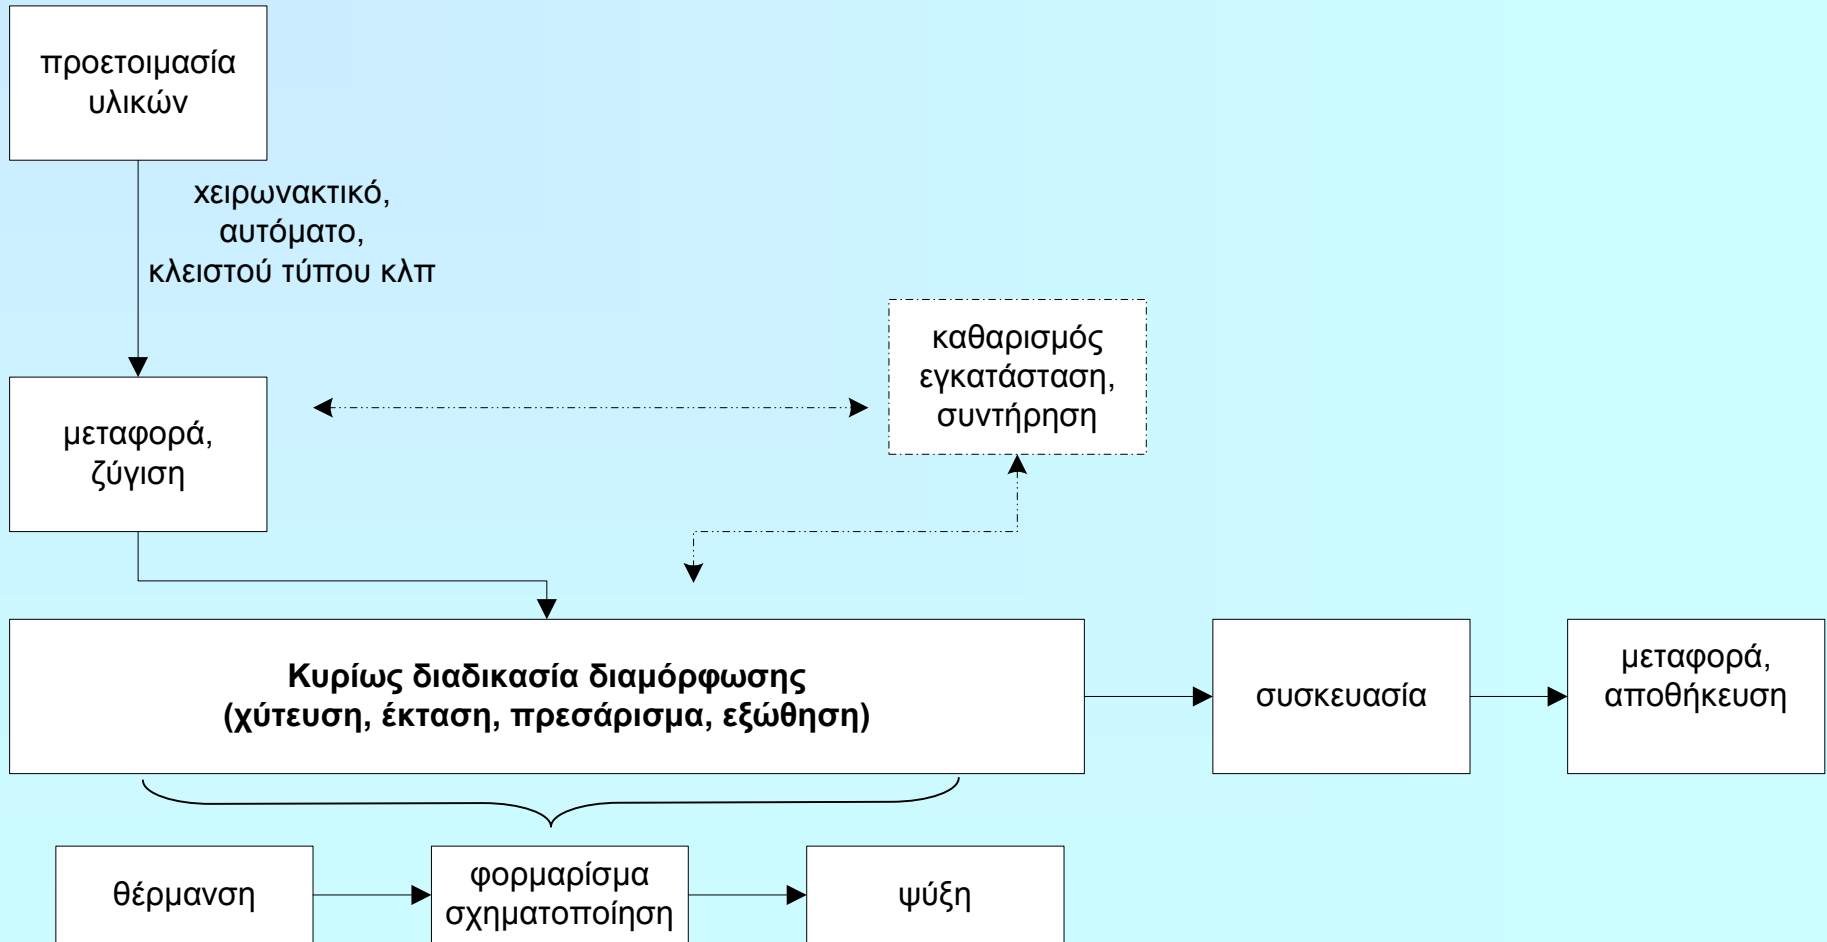 προετοιμασία
υλικών
χειρωνακτικό,
αυτόματο,
κλειστού τύπου κλπ
καθαρισμός
εγκατάσταση,
συντήρηση
μεταφορά,
ζύγιση
Κυρίως διαδικασία διαμόρφωσης
(χύτευση, έκταση, πρεσάρισμα, εξώθηση)
συσκευασία
μεταφορά,
αποθήκευση
θέρμανση
φορμαρίσμα
σχηματοποίηση
ψύξη